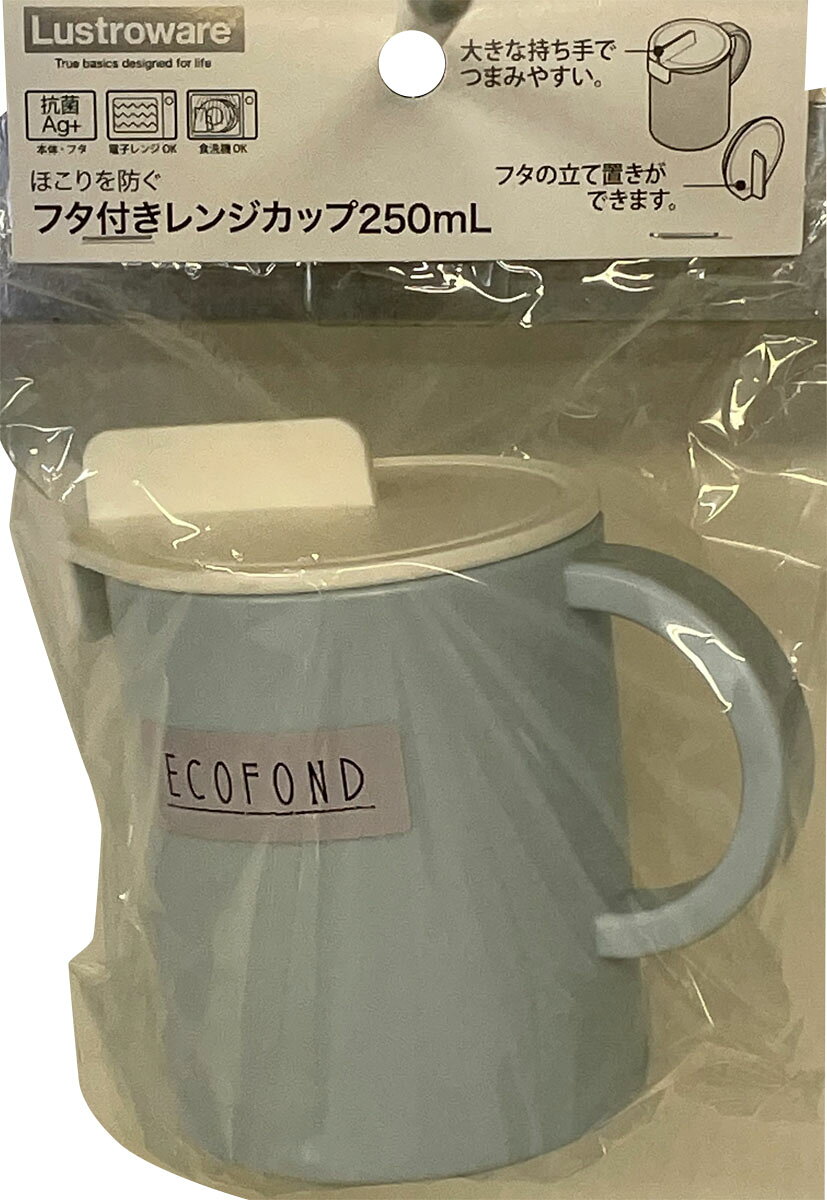 Lustroware
True basics designed for life
抗菌
Ag+
本体・フタ
電子レンジOK
食洗機OK
ほこりを防ぐ
フタ付きレンジカップ250mL
大きな持ち手で
つまみやすい。
フタの立て置きが
できます。
ECOFOND